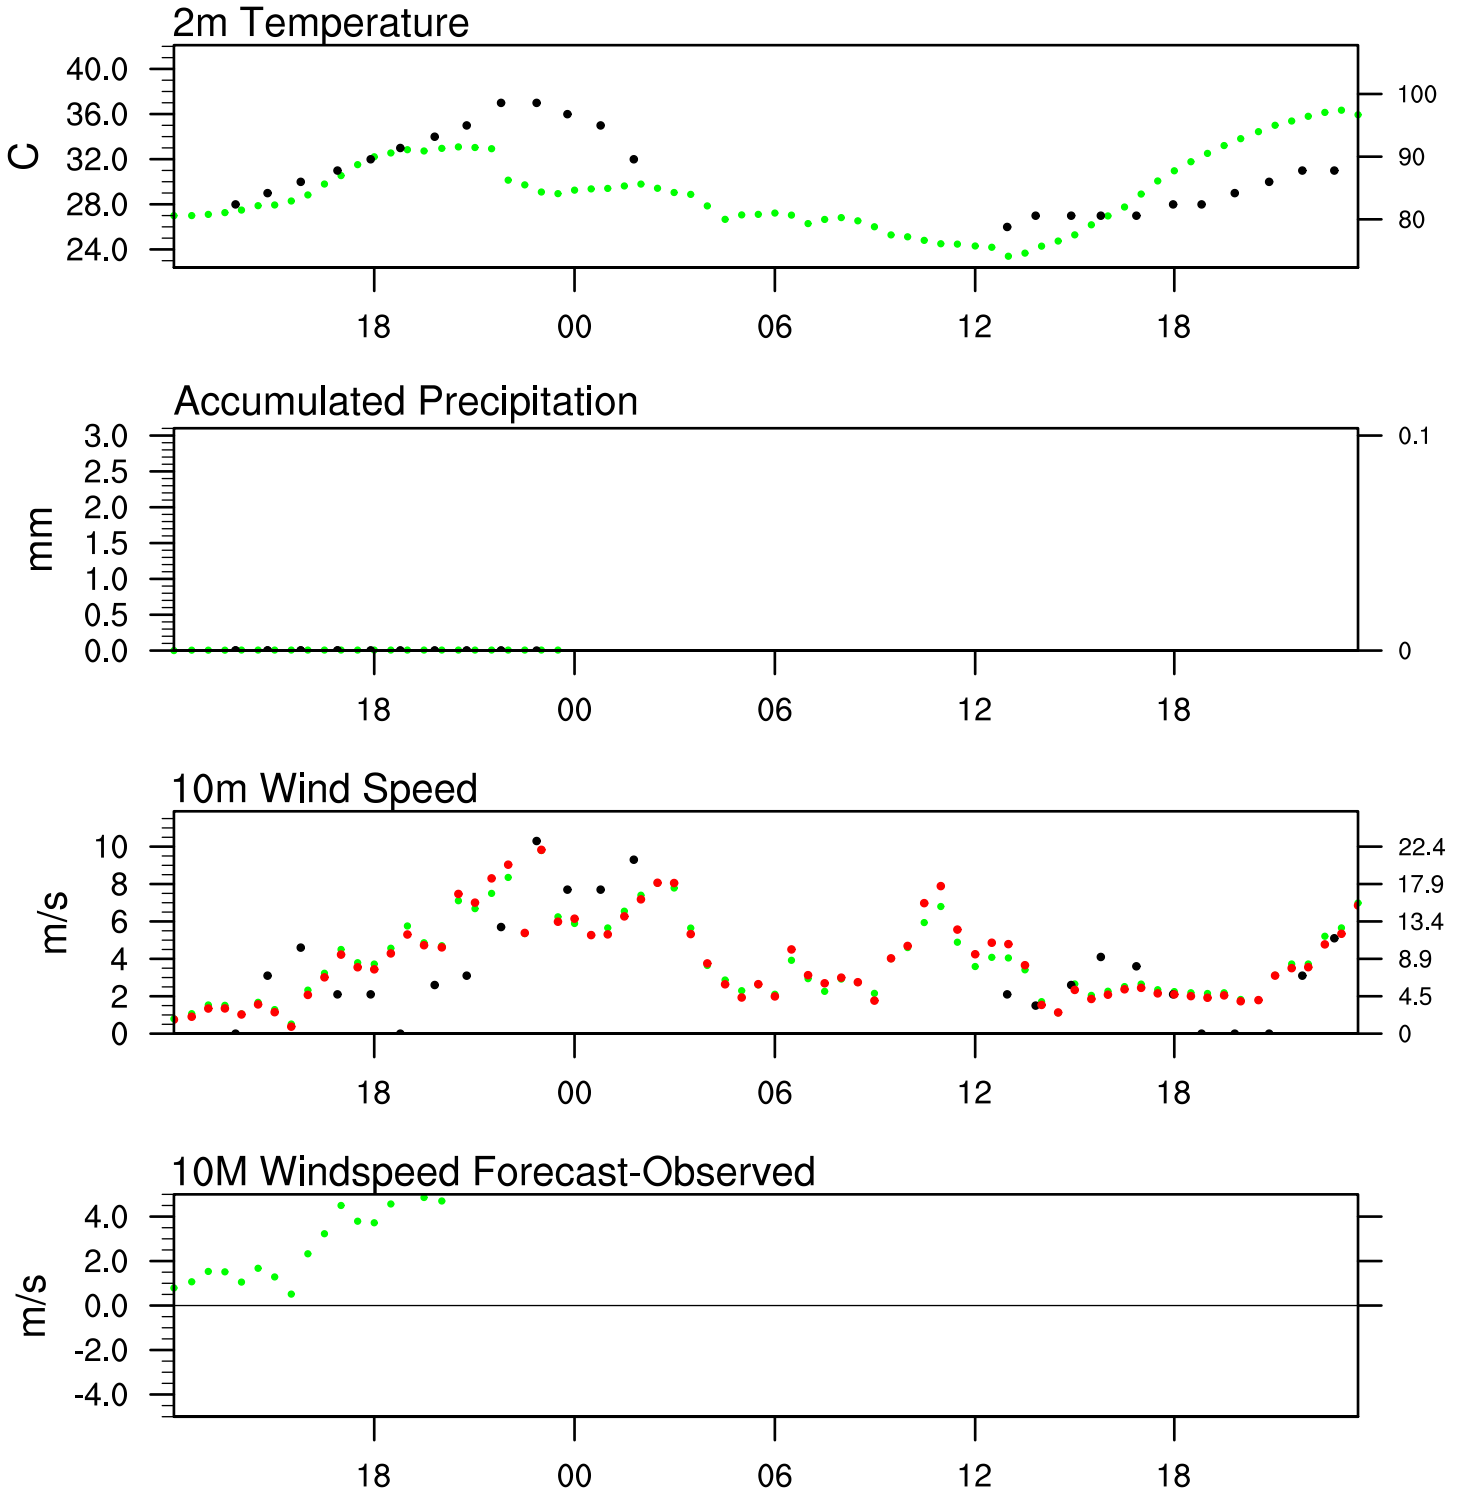 2m Temperature
40.0
36.0
32.0
28.0
24.0
C
100
90
80
18 00 06 12 18
Accumulated Precipitation
3.0
2.5
2.0
1.5
1.0
0.5
0.0
mm
0.1
0
18 00 06 12 18
10m Wind Speed
10
8
6
4
2
0
m/s
22.4
17.9
13.4
8.9
4.5
0
18 00 06 12 18
10M Windspeed Forecast-Observed
4.0
2.0
0.0
-2.0
-4.0
m/s
18 00 06 12 18